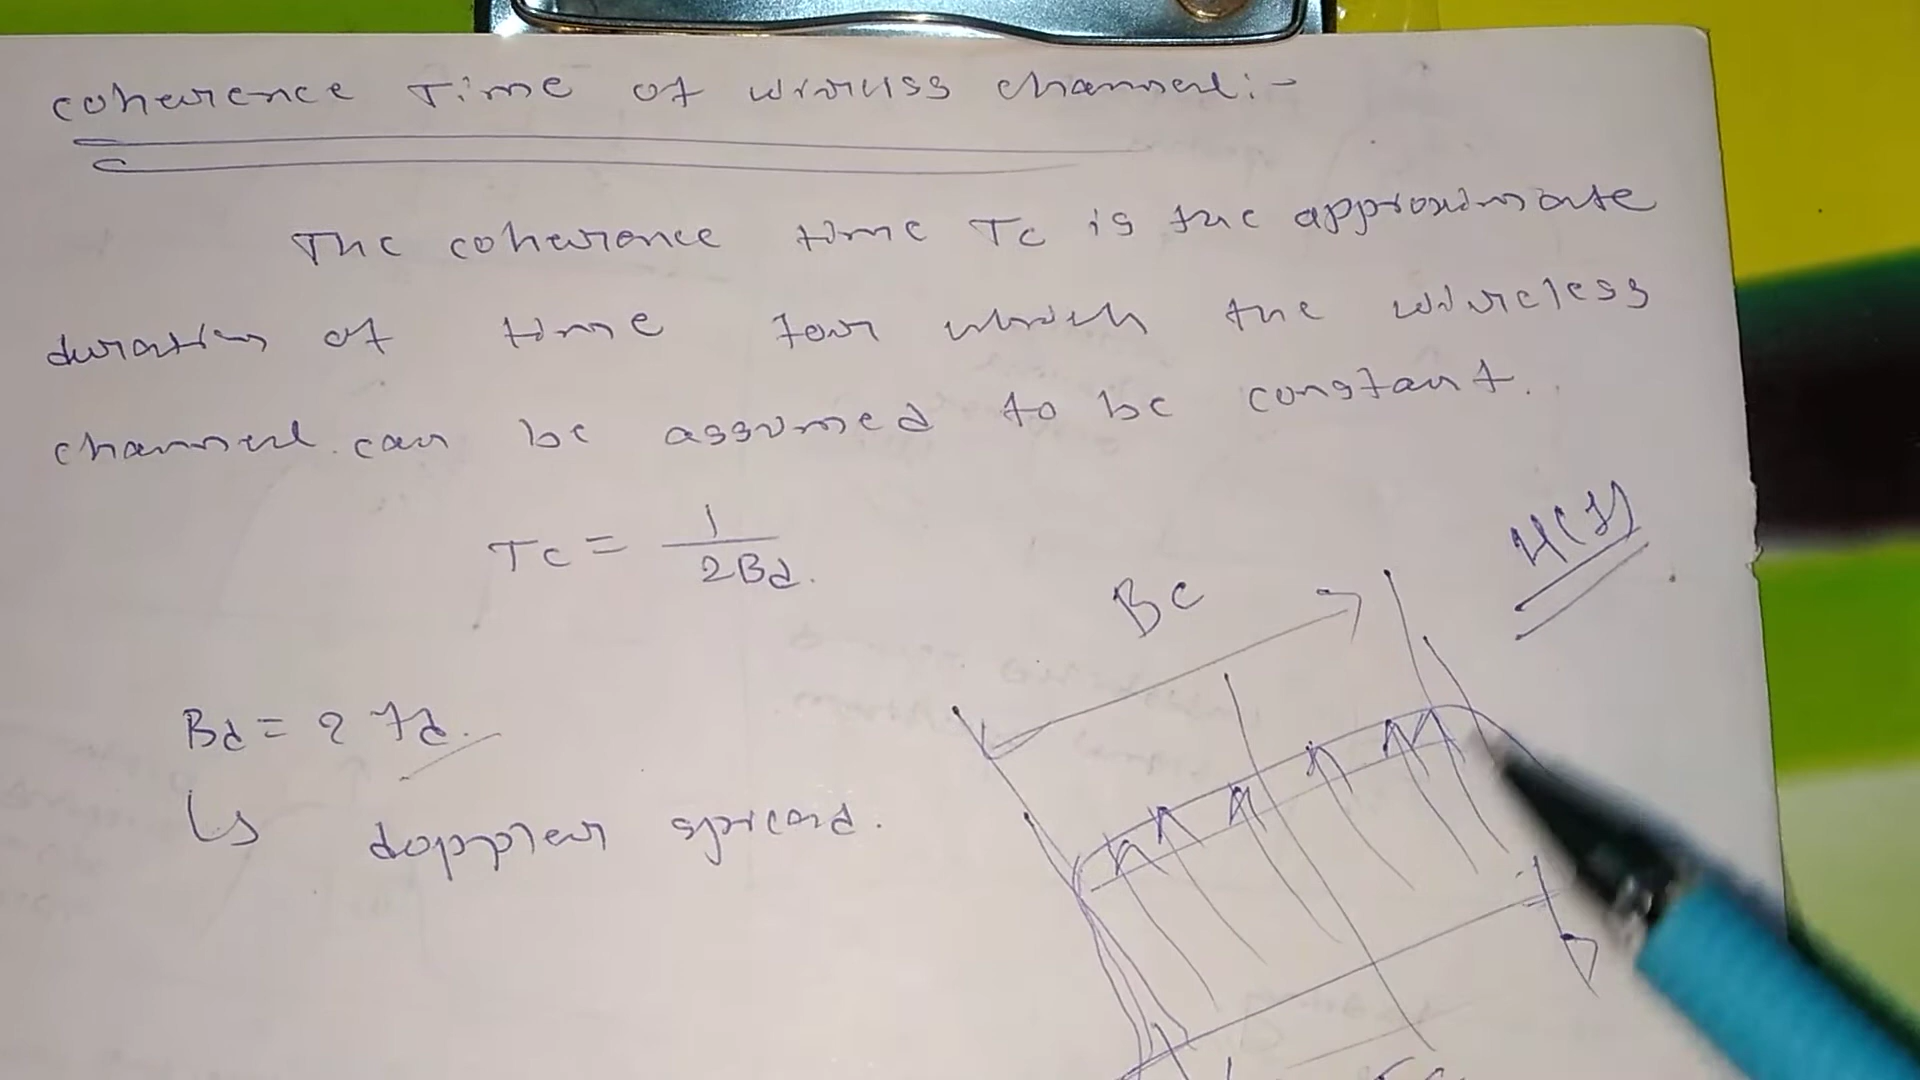 coherence Time of wireless channel:-
The coherence time Tc is the approximate
duration of time for which the wireless
channel can be assumed to be constant.
Tc = 1/2Bd.
Bd = 2 fd.
↳ doppler spread.
Bc
H(f)